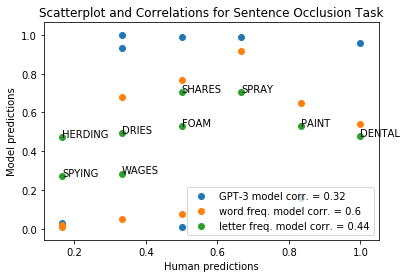 Scatterplot and Correlations for Sentence Occlusion Task
1.0
0.8
0.6
0.4
0.2
0.0
Model predictions
SHARES
SPRAY
HERDING
DRIES
FOAM
PAINT
DENTAL
SPYING
WAGES
GPT-3 model corr. = 0.32
word freq. model corr. = 0.6
letter freq. model corr. = 0.44
0.2
0.4
0.6
0.8
1.0
Human predictions